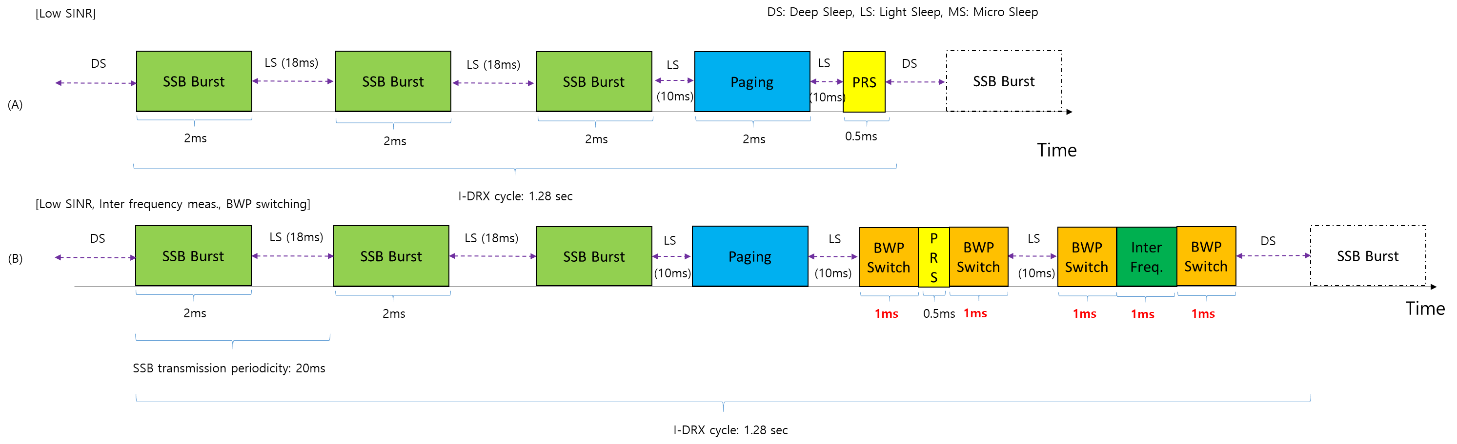 [Low SINR]
DS: Deep Sleep, LS: Light Sleep, MS: Micro Sleep
(A)
DS
SSB Burst
LS (18ms)
SSB Burst
LS (18ms)
SSB Burst
LS
(10ms)
Paging
LS
(10ms)
PRS
DS
SSB Burst
2ms
2ms
2ms
2ms
0.5ms
Time
I-DRX cycle: 1.28 sec
[Low SINR, Inter frequency meas., BWP switching]
(B)
DS
SSB Burst
LS (18ms)
SSB Burst
LS (18ms)
SSB Burst
LS
(10ms)
Paging
LS
(10ms)
BWP
Switch
P
R
S
BWP
Switch
LS
(10ms)
BWP
Switch
Inter
Freq.
BWP
Switch
DS
SSB Burst
2ms
2ms
1ms
0.5ms
1ms
1ms
1ms
1ms
Time
SSB transmission periodicity: 20ms
I-DRX cycle: 1.28 sec